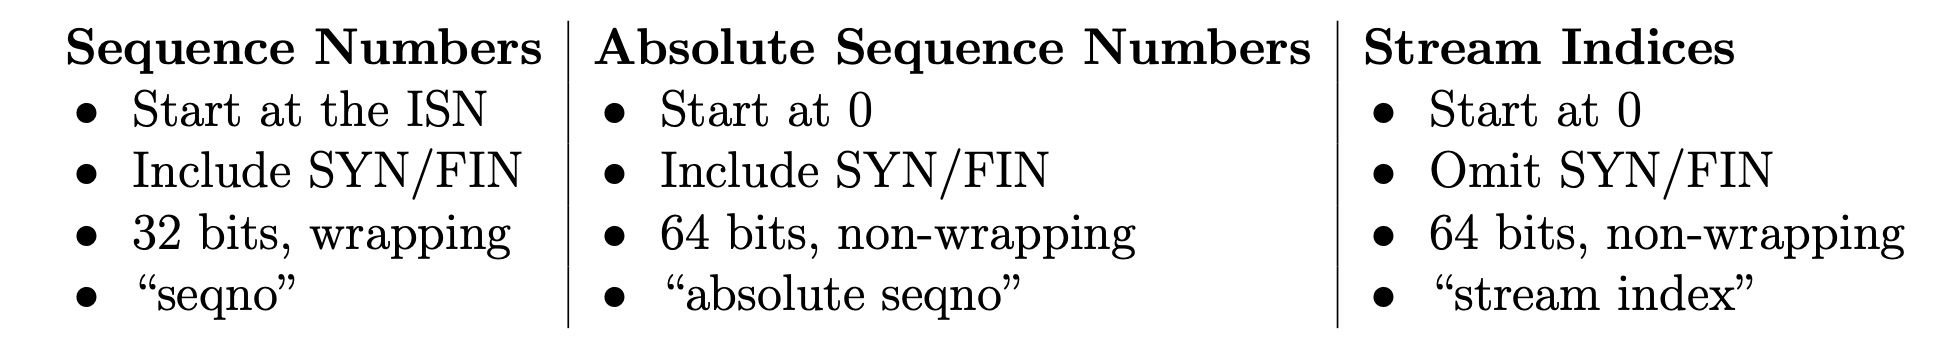 Sequence Numbers
• Start at the ISN
• Include SYN/FIN
• 32 bits, wrapping
• “seqno”
Absolute Sequence Numbers
• Start at 0
• Include SYN/FIN
• 64 bits, non-wrapping
• “absolute seqno”
Stream Indices
• Start at 0
• Omit SYN/FIN
• 64 bits, non-wrapping
• “stream index”